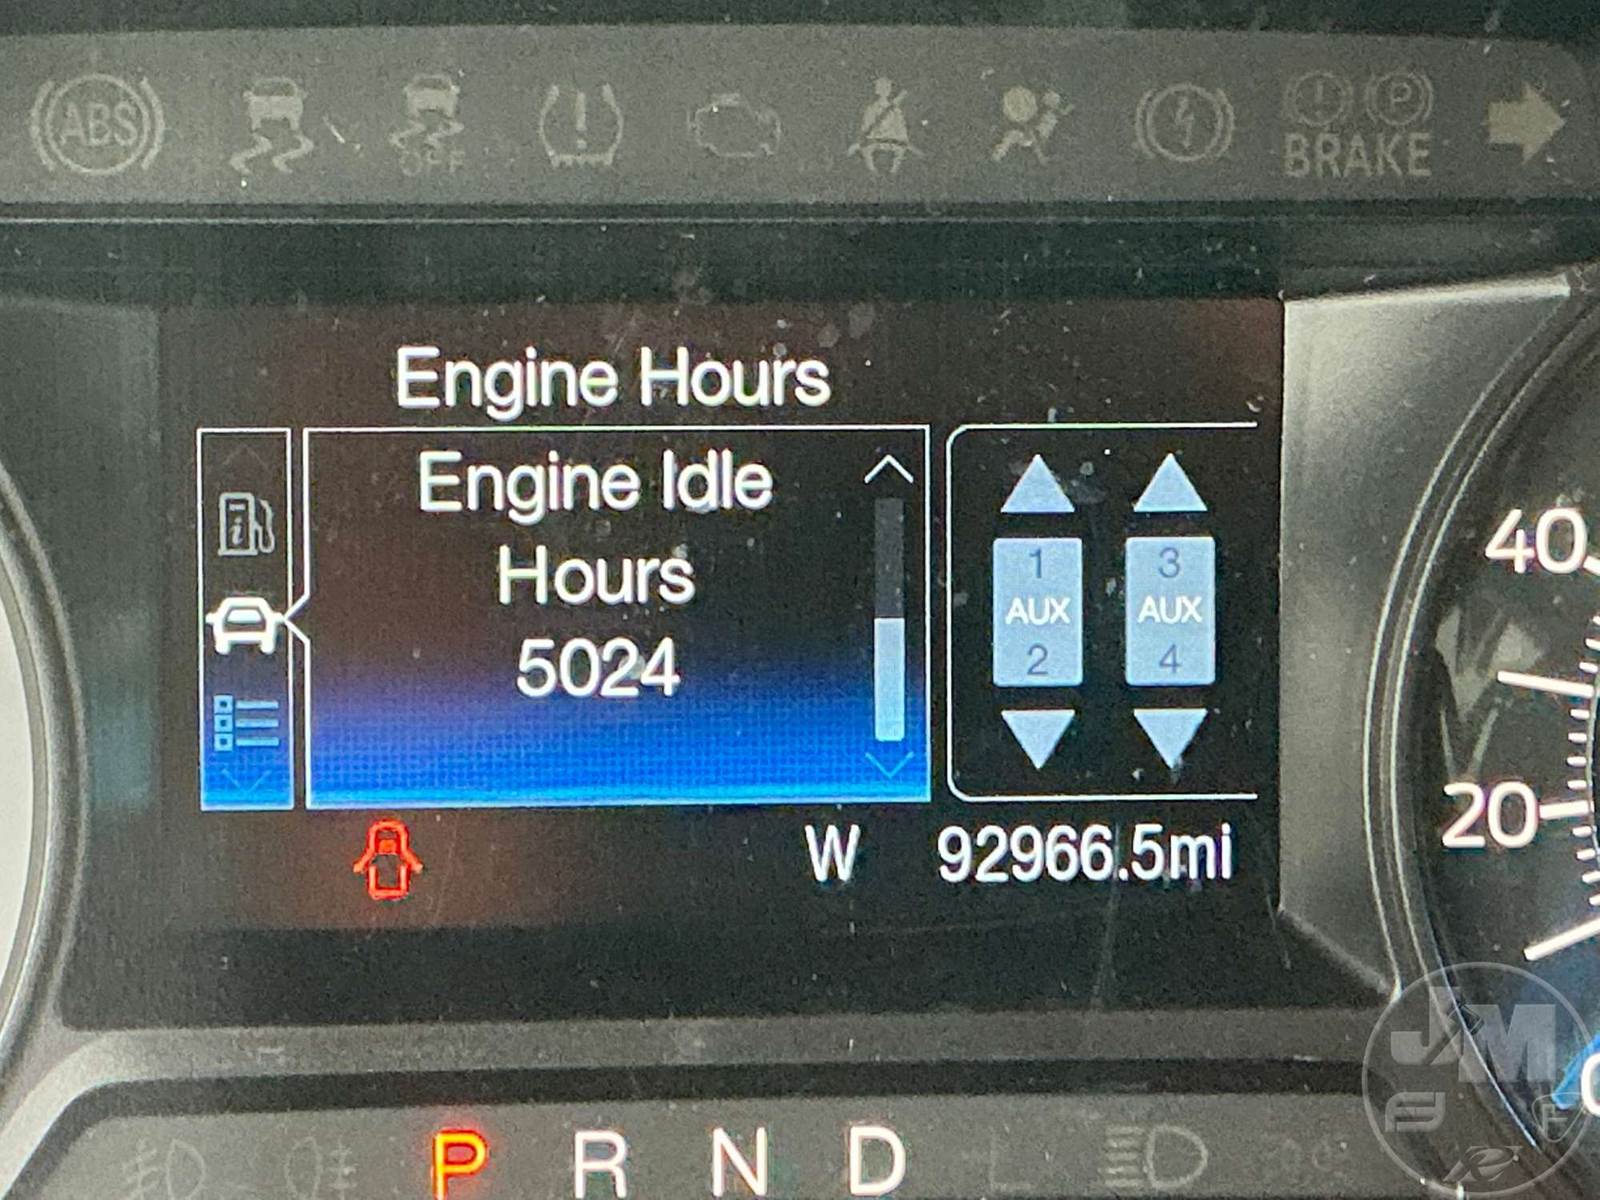 ABS
OFF
BRAKE
P
Engine Hours
Engine Idle
Hours
5024
1
AUX
2
3
AUX
4
W
92966.5mi
40
20
0
P R N D L
J M